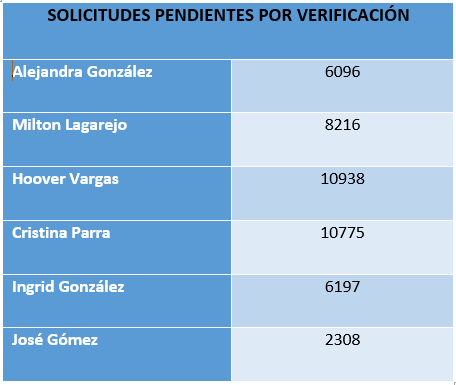 SOLICITUDES PENDIENTES POR VERIFICACIÓN
Alejandra González 6096
Milton Lagarejo 8216
Hoover Vargas 10938
Cristina Parra 10775
Ingrid González 6197
José Gómez 2308